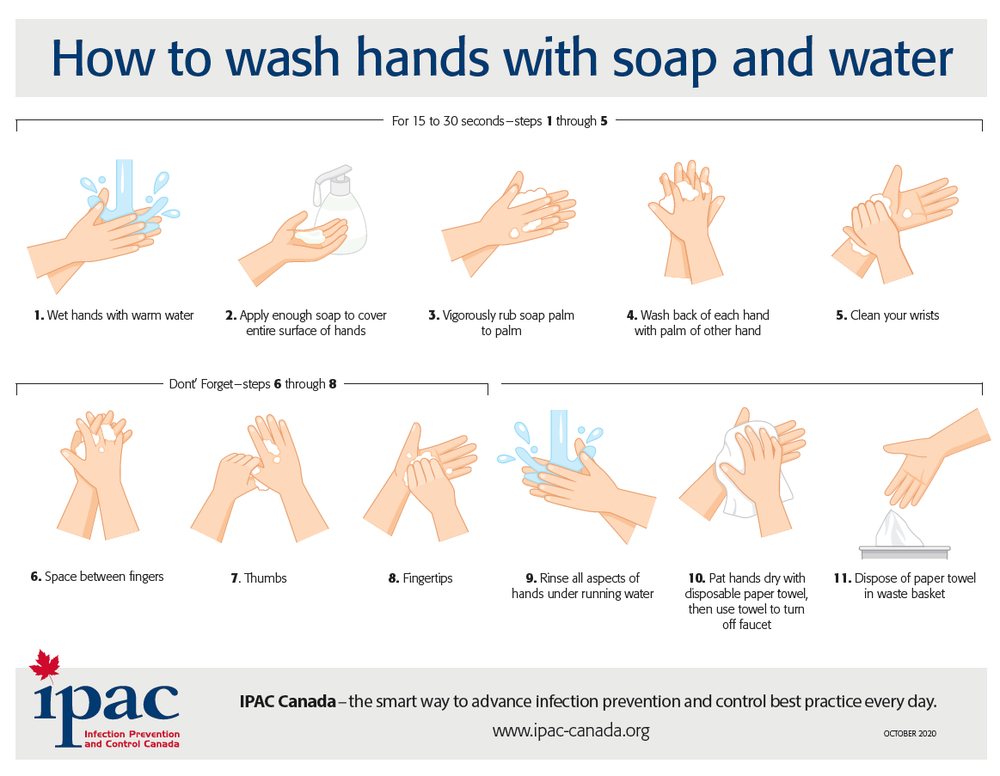 How to wash hands with soap and water
For 15 to 30 seconds–steps 1 through 5
1. Wet hands with warm water
2. Apply enough soap to cover
entire surface of hands
3. Vigorously rub soap palm
to palm
4. Wash back of each hand
with palm of other hand
5. Clean your wrists
Dont’ Forget–steps 6 through 8
6. Space between fingers
7. Thumbs
8. Fingertips
9. Rinse all aspects of
hands under running water
10. Pat hands dry with
disposable paper towel,
then use towel to turn
off faucet
11. Dispose of paper towel
in waste basket
ipac
Infection Prevention
and Control Canada
IPAC Canada–the smart way to advance infection prevention and control best practice every day.
www.ipac-canada.org
OCTOBER 2020